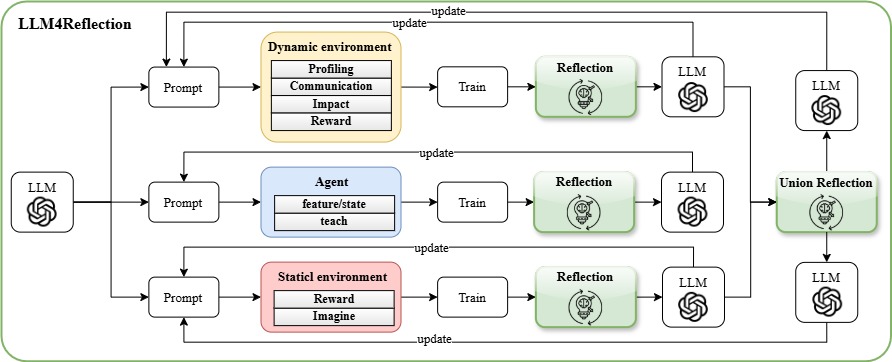 LLM4Reflection
update
update
Dynamic environment
Profiling
Communication
Impact
Reward
Prompt
Train
Reflection
LLM
LLM
update
LLM
Prompt
Agent
feature/state
teach
Train
Reflection
LLM
Union Reflection
update
Prompt
Staticl environment
Reward
Imagine
Train
Reflection
LLM
LLM
update